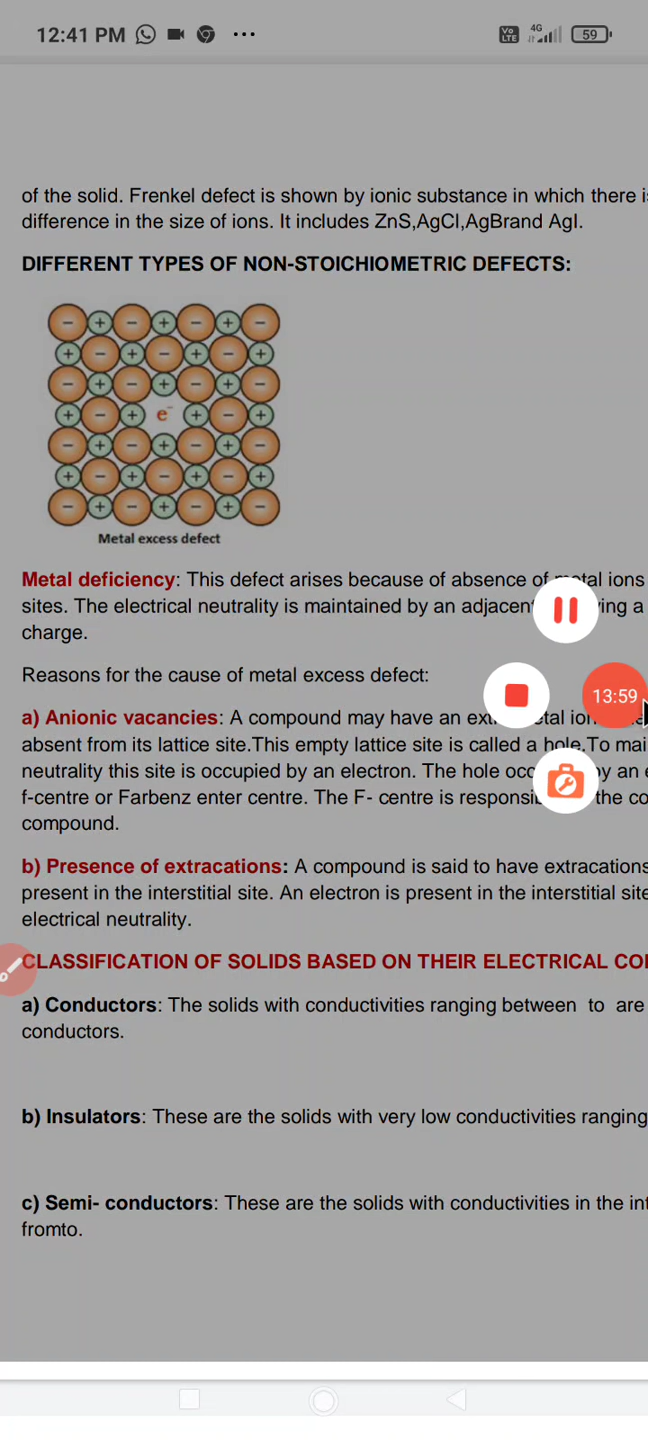 12:41 PM
Vo LTE 4G 59
of the solid. Frenkel defect is shown by ionic substance in which there
difference in the size of ions. It includes ZnS,AgCl,AgBrand AgI.
DIFFERENT TYPES OF NON-STOICHIOMETRIC DEFECTS:
- + - + - + -
+ - + - + - +
- + - + - + -
+ - + e- + - +
- + - + - + -
+ - + - + - +
- + - + - + -
Metal excess defect
Metal deficiency: This defect arises because of absence of metal ions
sites. The electrical neutrality is maintained by an adjacent a
charge.
Reasons for the cause of metal excess defect:
13:59
a) Anionic vacancies: A compound may have an
absent from its lattice site.This empty lattice site is called a hole.To
neutrality this site is occupied by an electron. The hole by an
f-centre or Farbenz enter centre. The F- centre is the
compound.
b) Presence of extracations: A compound is said to have extracations
present in the interstitial site. An electron is present in the interstitial
electrical neutrality.
CLASSIFICATION OF SOLIDS BASED ON THEIR ELECTRICAL
a) Conductors: The solids with conductivities ranging between to are
conductors.
b) Insulators: These are the solids with very low conductivities ranging
c) Semi- conductors: These are the solids with conductivities in the
fromto.